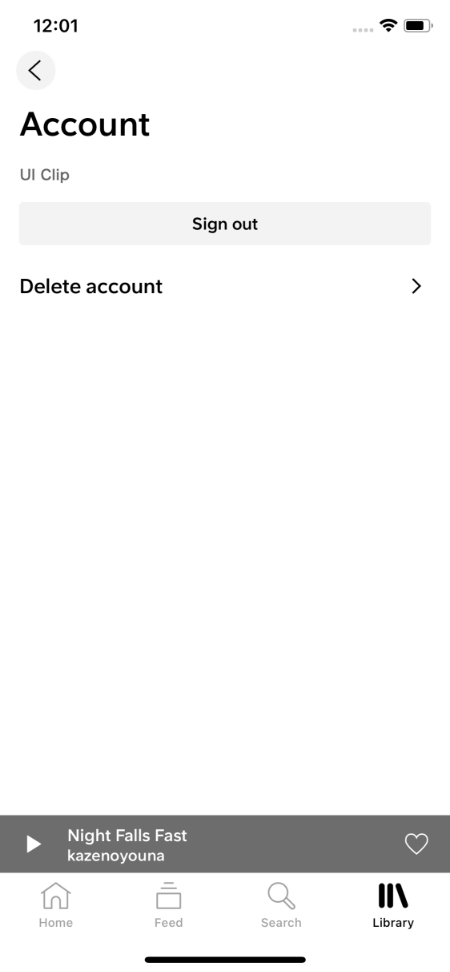 12:01
Account
UI Clip
Sign out
Delete account
Night Falls Fast
kazenoyouna
Home
Feed
Search
Library